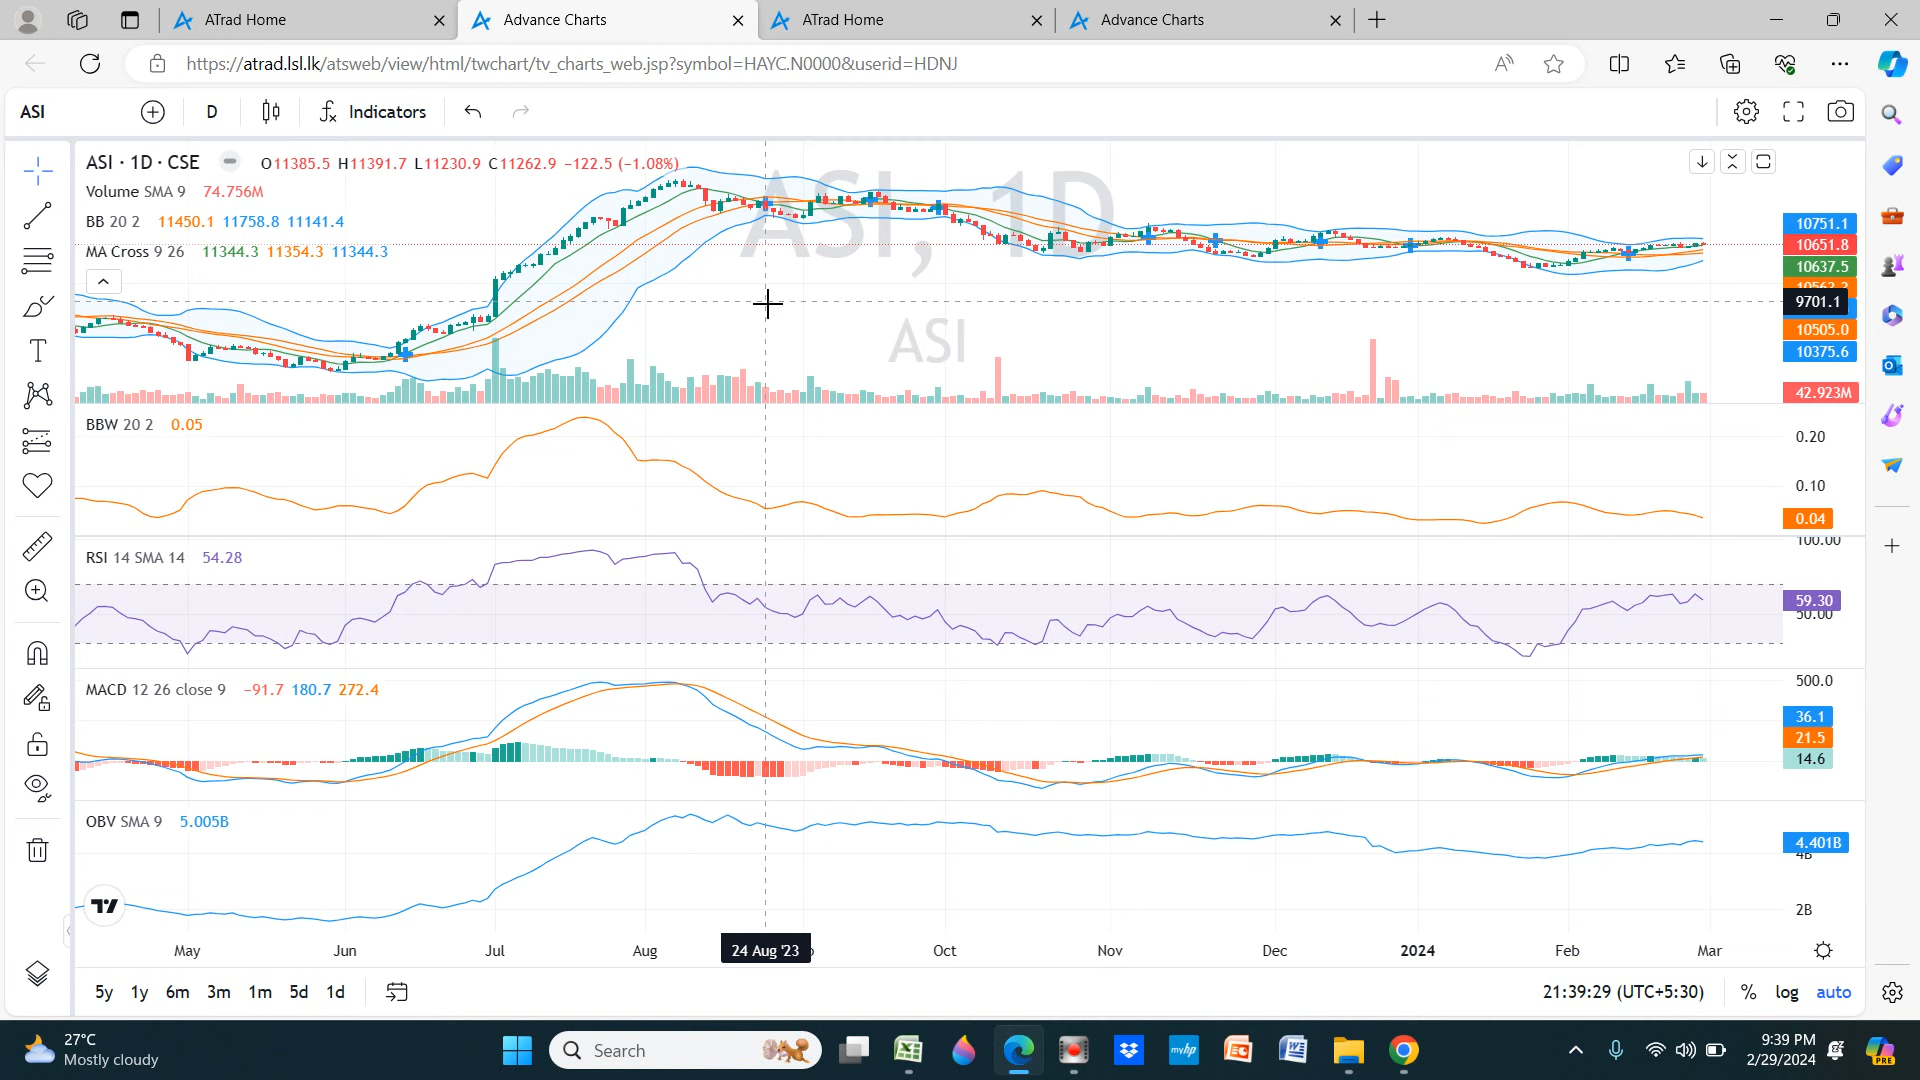 ATrad Home
Advance Charts
ATrad Home
Advance Charts
https://atrad.lsl.lk/atsweb/view/html/twchart/tv_charts_web.jsp?symbol=HAYC.N0000&userid=HDNJ
ASI
D
Indicators
ASI · 1D · CSE
O11385.5 H11391.7 L11230.9 C11262.9 −122.5 (−1.08%)
Volume SMA 9 74.756M
BB 20 2 11450.1 11758.8 11141.4
MA Cross 9 26 11344.3 11354.3 11344.3
ASI, 1D
ASI
10751.1
10651.8
10637.5
9701.1
10505.0
10375.6
42.923M
BBW 20 2 0.05
0.20
0.10
0.04
RSI 14 SMA 14 54.28
100.00
59.30
50.00
MACD 12 26 close 9 −91.7 180.7 272.4
500.0
36.1
21.5
14.6
OBV SMA 9 5.005B
4.401B
4B
2B
May Jun Jul Aug 24 Aug '23 Oct Nov Dec 2024 Feb Mar
5y 1y 6m 3m 1m 5d 1d
21:39:29 (UTC+5:30) % log auto
27°C
Mostly cloudy
Search
myhp
9:39 PM
2/29/2024
PRE